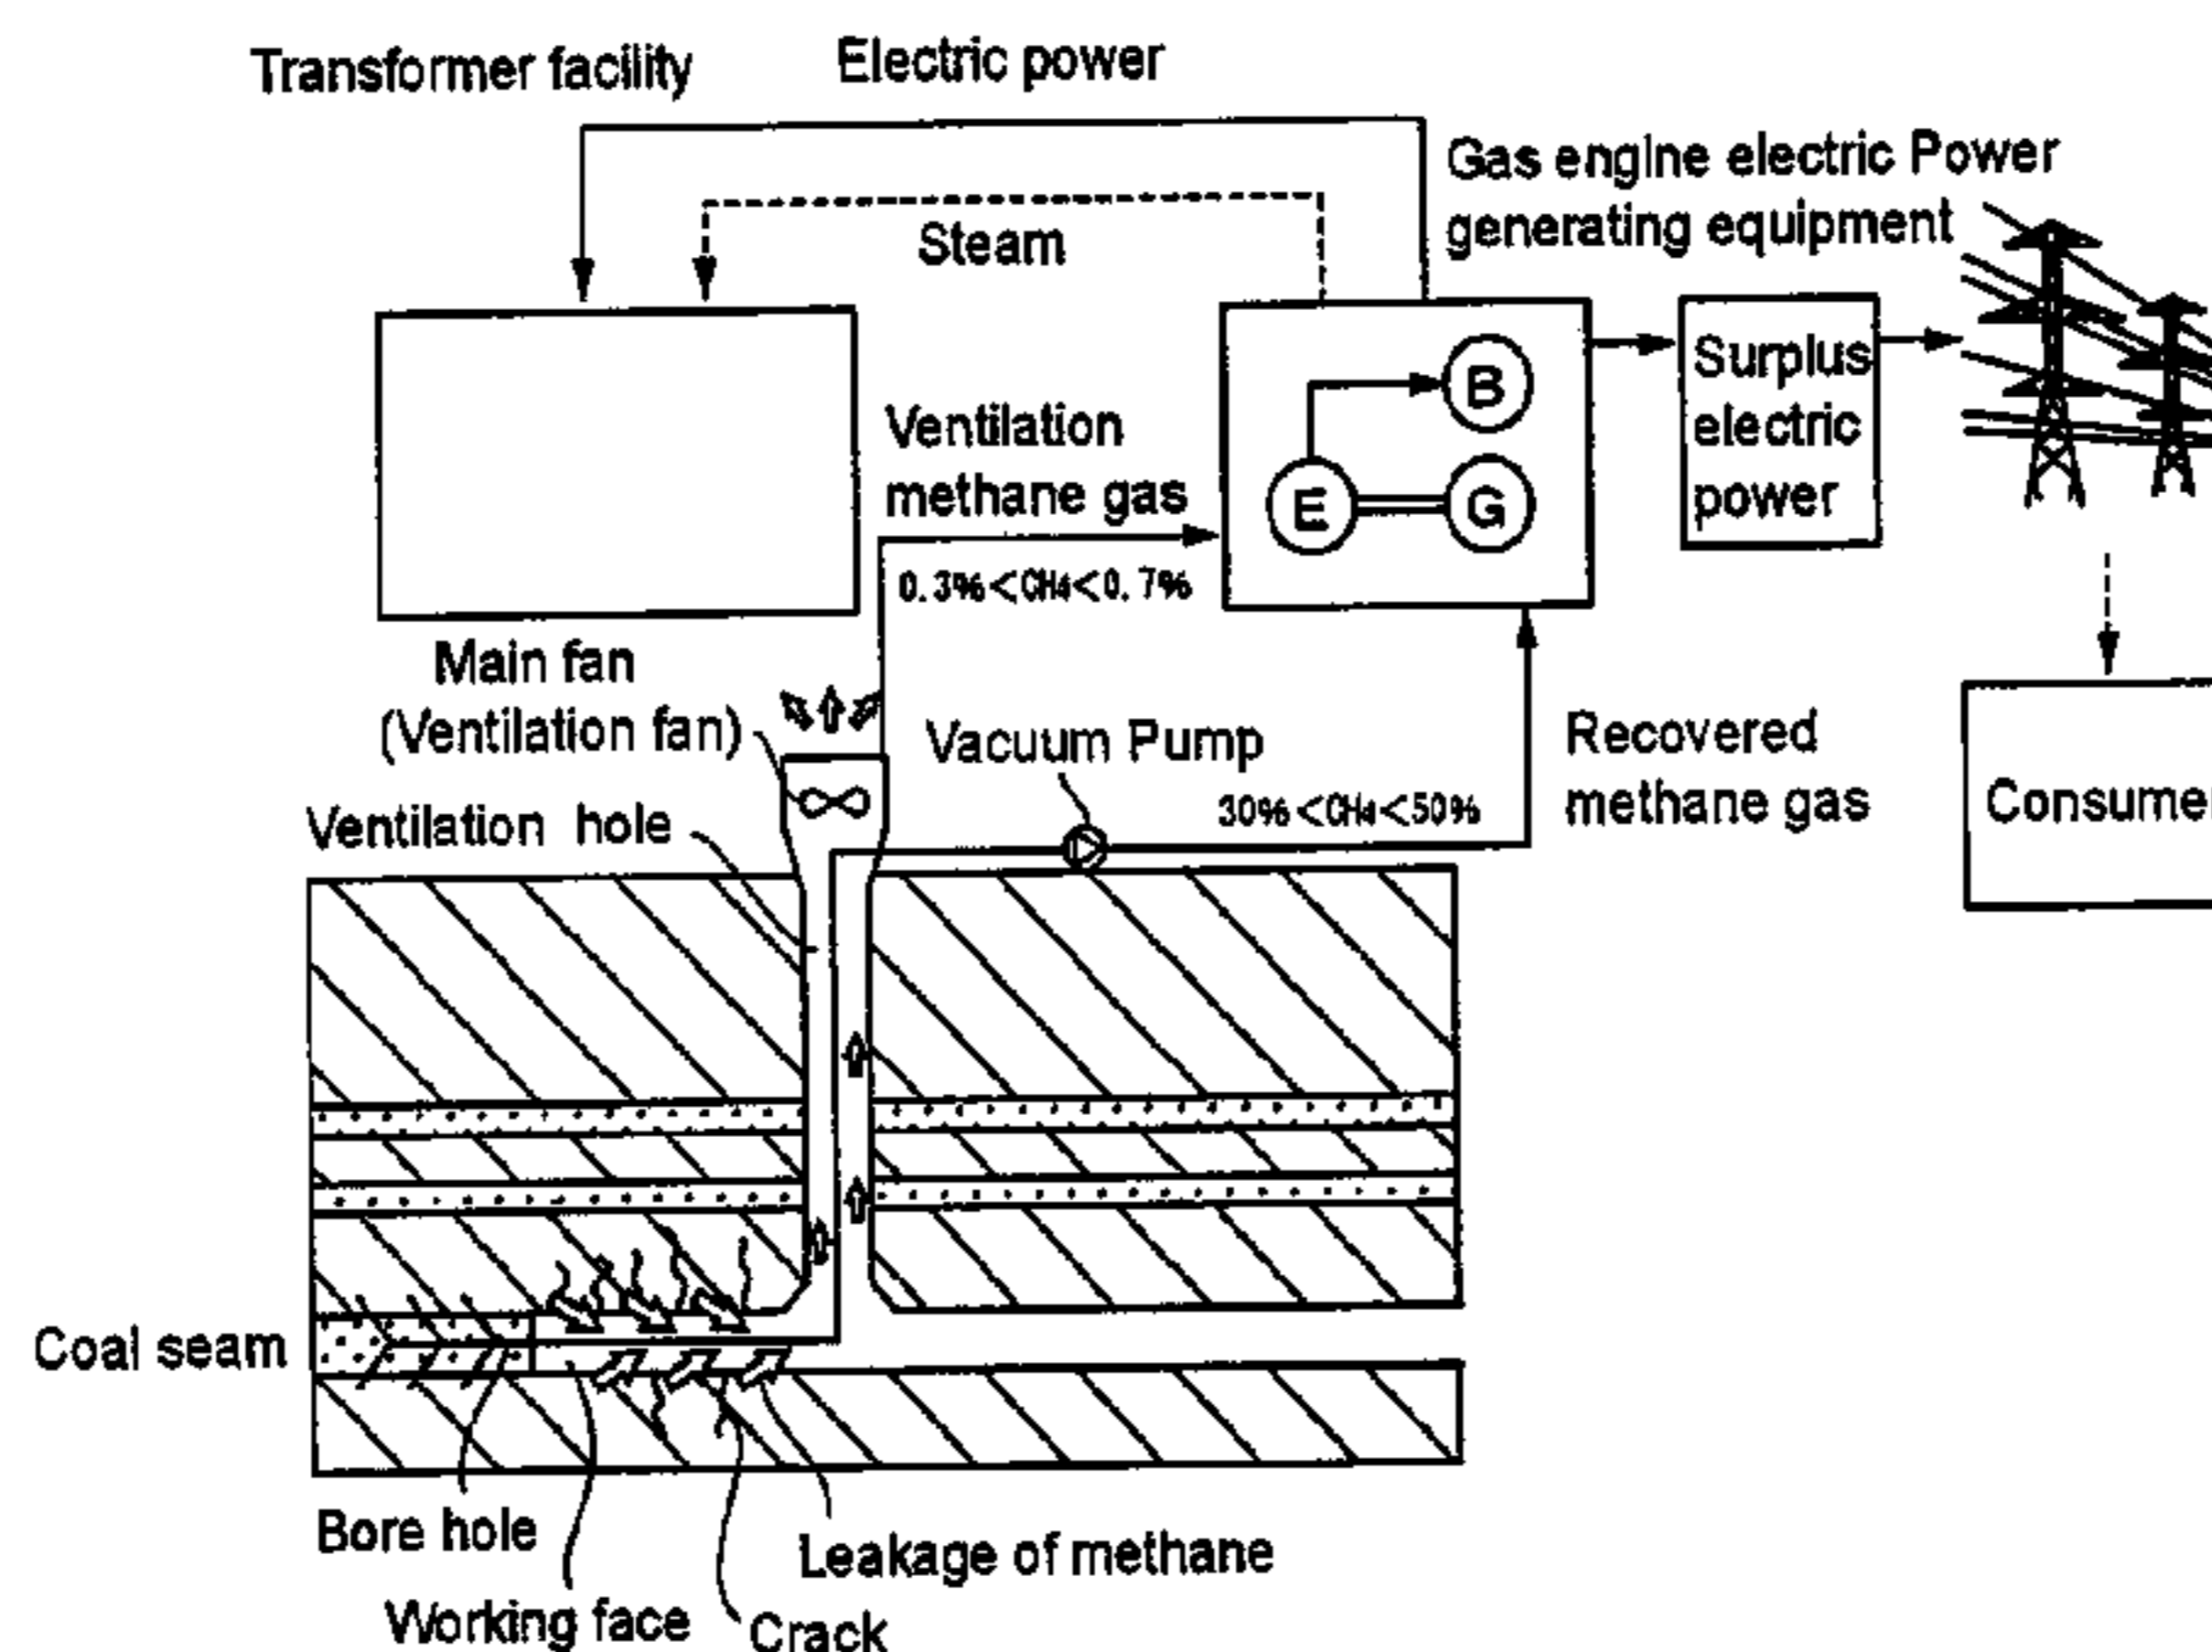 Transformer facility
Electric power
Gas engine electric Power
generating equipment
Steam
Surplus
electric
power
B
E
G
Ventilation
methane gas
0.3%<CH4<0.7%
Main fan
(Ventilation fan)
Vacuum Pump
30%<CH4<50%
Recovered
methane gas
Consumer
Ventilation hole
Coal seam
Bore hole
Leakage of methane
Working face
Crack